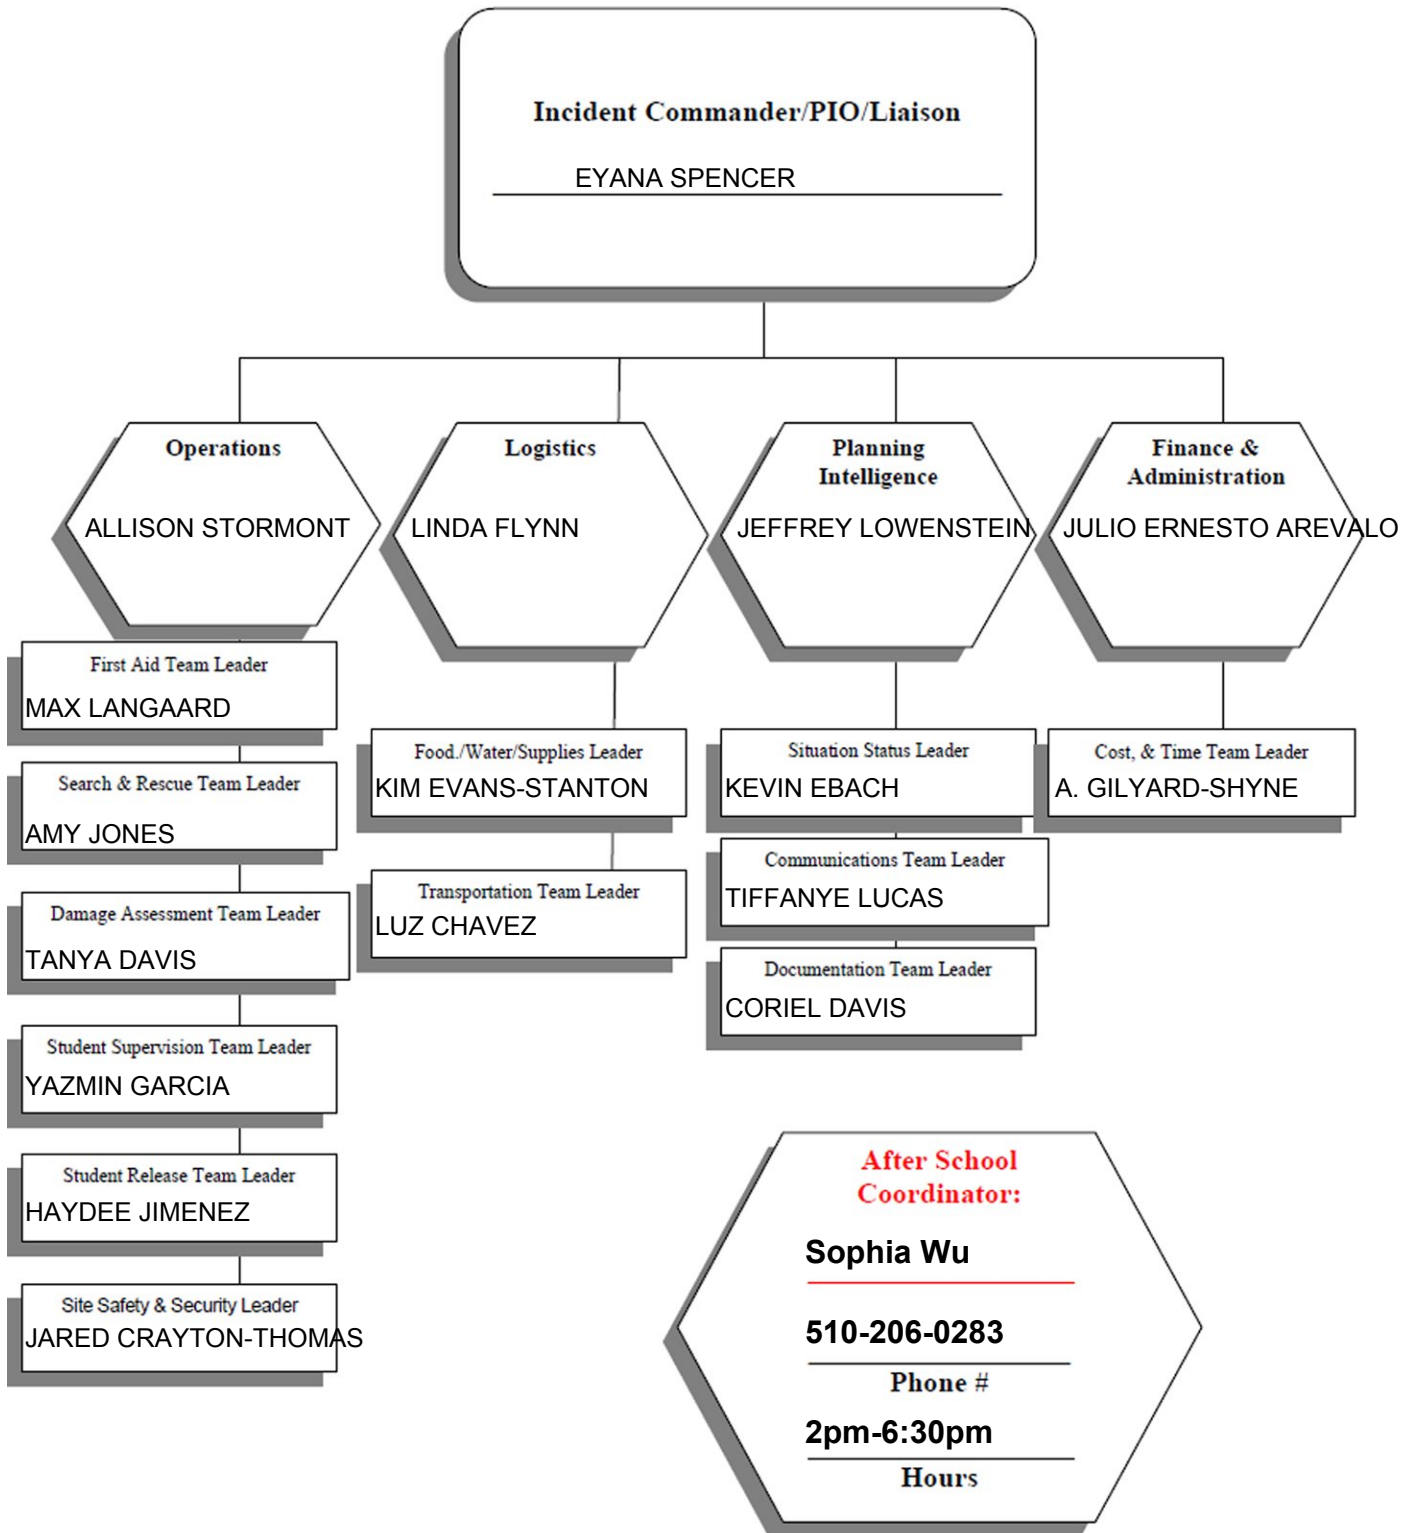 Incident Commander/PIO/Liaison
EYANA SPENCER
Operations
ALLISON STORMONT
Logistics
LINDA FLYNN
Planning
Intelligence
JEFFREY LOWENSTEIN
Finance &
Administration
JULIO ERNESTO AREVALO
First Aid Team Leader
MAX LANGAARD
Search & Rescue Team Leader
AMY JONES
Damage Assessment Team Leader
TANYA DAVIS
Student Supervision Team Leader
YAZMIN GARCIA
Student Release Team Leader
HAYDEE JIMENEZ
Site Safety & Security Leader
JARED CRAYTON-THOMAS
Food./Water/Supplies Leader
KIM EVANS-STANTON
Transportation Team Leader
LUZ CHAVEZ
Situation Status Leader
KEVIN EBACH
Communications Team Leader
TIFFANYE LUCAS
Documentation Team Leader
CORIEL DAVIS
Cost, & Time Team Leader
A. GILYARD-SHYNE
After School
Coordinator:
Sophia Wu
510-206-0283
Phone #
2pm-6:30pm
Hours